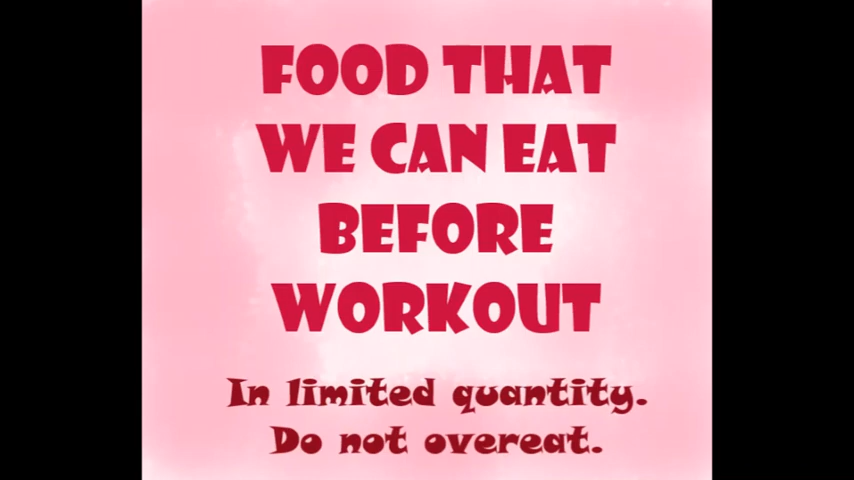 FOOD THAT
WE CAN EAT
BEFORE
WORKOUT
In limited quantity.
Do not overeat.